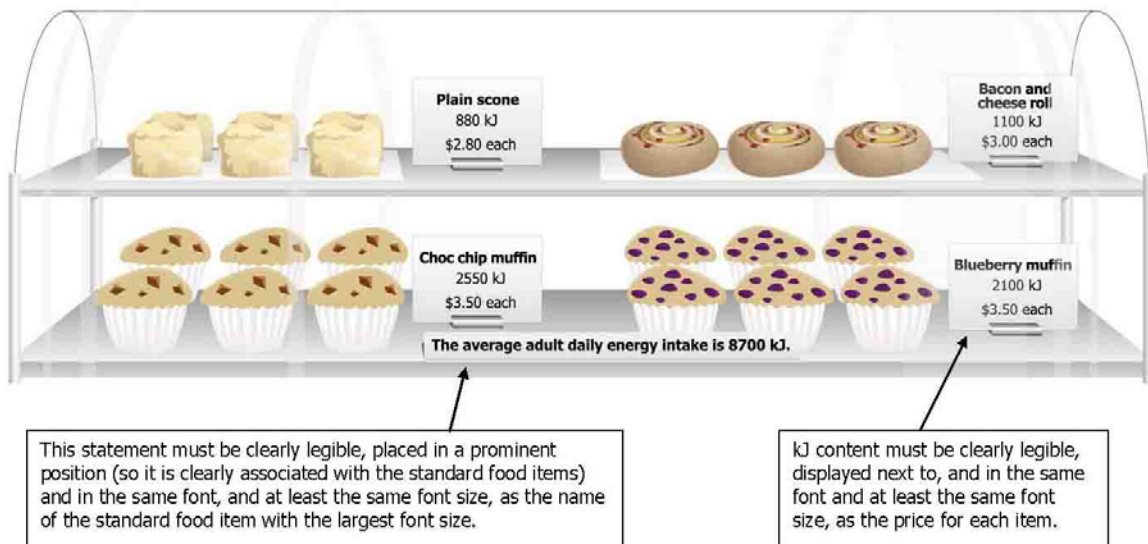 Plain scone
880 kJ
$2.80 each
Bacon and
cheese roll
1100 kJ
$3.00 each
Choc chip muffin
2550 kJ
$3.50 each
Blueberry muffin
2100 kJ
$3.50 each
The average adult daily energy intake is 8700 kJ.
This statement must be clearly legible, placed in a prominent
position (so it is clearly associated with the standard food items)
and in the same font, and at least the same font size, as the name
of the standard food item with the largest font size.
kJ content must be clearly legible,
displayed next to, and in the same
font and at least the same font
size, as the price for each item.